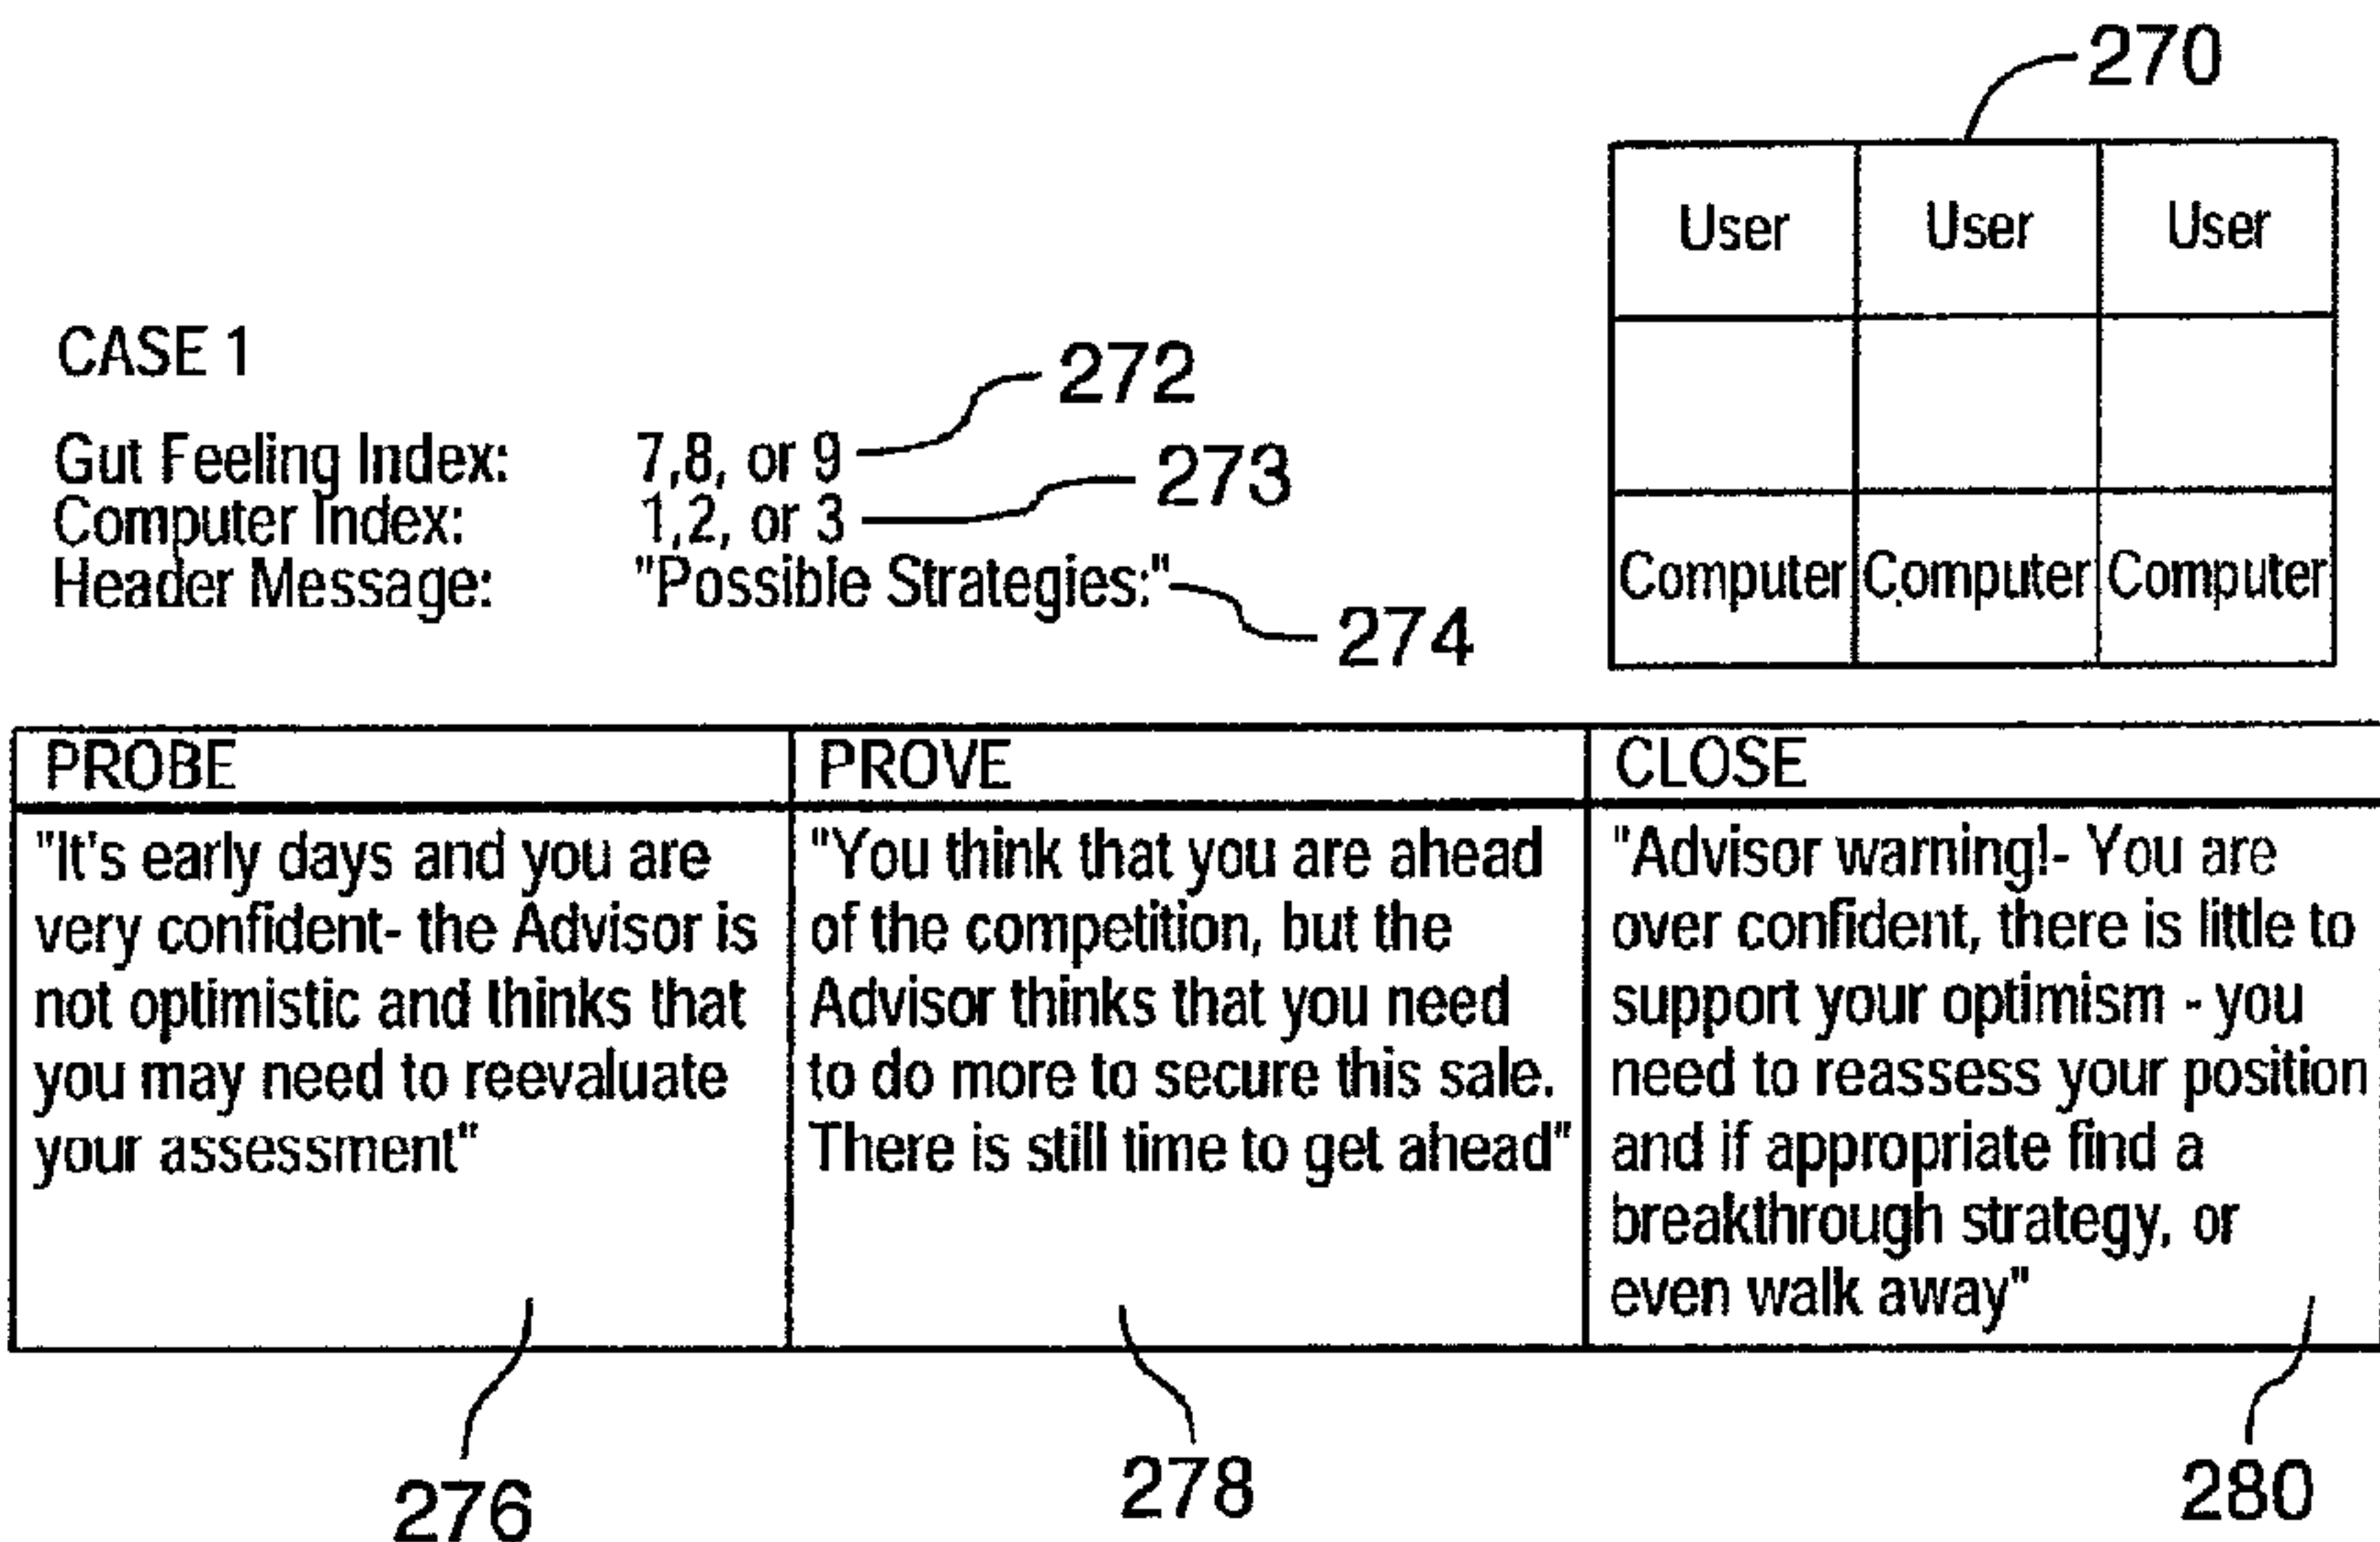 270
User User User
CASE 1
272
Gut Feeling Index: 7,8, or 9
273
Computer Index: 1,2, or 3
Header Message: "Possible Strategies:"
Computer Computer Computer
274
PROBE
"It's early days and you are
very confident- the Advisor is
not optimistic and thinks that
you may need to reevaluate
your assessment"
PROVE
"You think that you are ahead
of the competition, but the
Advisor thinks that you need
to do more to secure this sale.
There is still time to get ahead"
CLOSE
"Advisor warning!- You are
over confident, there is little to
support your optimism - you
need to reassess your position
and if appropriate find a
breakthrough strategy, or
even walk away"
276
278
280